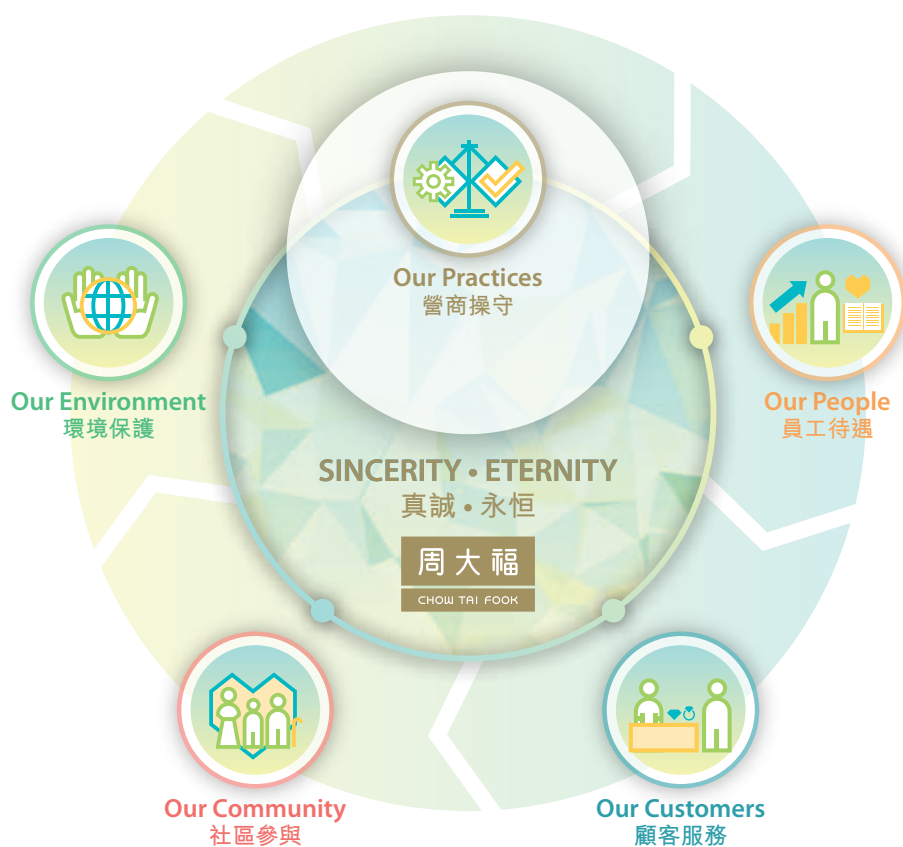 Our Practices
營商操守
Our Environment
環境保護
Our People
員工待遇
SINCERITY • ETERNITY
真誠 • 永恒
周大福
CHOW TAI FOOK
Our Community
社區參與
Our Customers
顧客服務